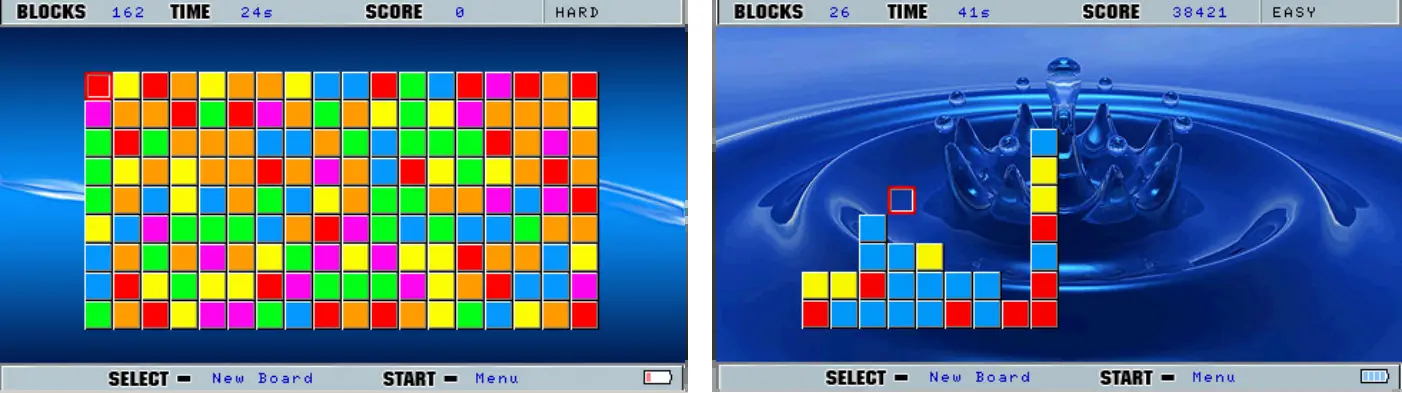 BLOCKS 162 TIME 24s SCORE 0 HARD
SELECT - New Board START - Menu
BLOCKS 26 TIME 41s SCORE 38421 EASY
SELECT - New Board START - Menu